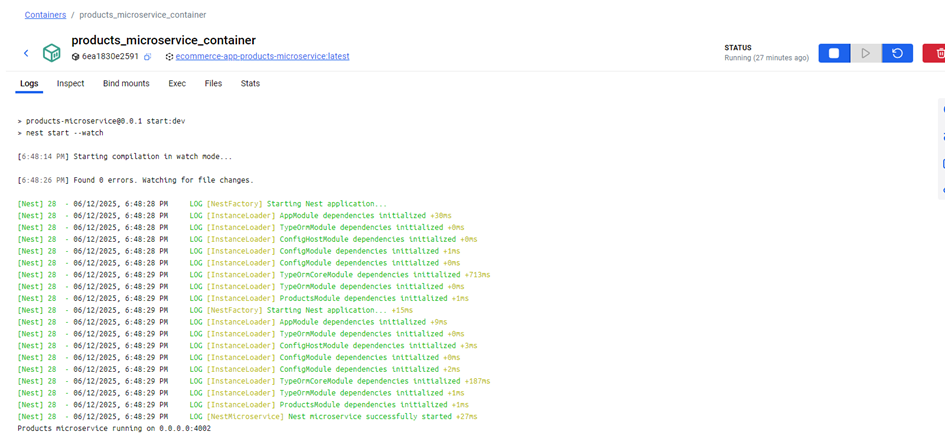 Containers / products_microservice_container
products_microservice_container
6ea1830e2591 ecommerce-app-products-microservice:latest
STATUS
Running (27 minutes ago)
Logs Inspect Bind mounts Exec Files Stats
> products-microservice@0.0.1 start:dev
> nest start --watch
[6:48:14 PM] Starting compilation in watch mode...
[6:48:26 PM] Found 0 errors. Watching for file changes.
[Nest] 28 - 06/12/2025, 6:48:28 PM LOG [NestFactory] Starting Nest application...
[Nest] 28 - 06/12/2025, 6:48:28 PM LOG [InstanceLoader] AppModule dependencies initialized +30ms
[Nest] 28 - 06/12/2025, 6:48:28 PM LOG [InstanceLoader] TypeOrmModule dependencies initialized +0ms
[Nest] 28 - 06/12/2025, 6:48:28 PM LOG [InstanceLoader] ConfigHostModule dependencies initialized +0ms
[Nest] 28 - 06/12/2025, 6:48:28 PM LOG [InstanceLoader] ConfigModule dependencies initialized +1ms
[Nest] 28 - 06/12/2025, 6:48:28 PM LOG [InstanceLoader] ConfigModule dependencies initialized +0ms
[Nest] 28 - 06/12/2025, 6:48:29 PM LOG [InstanceLoader] TypeOrmCoreModule dependencies initialized +713ms
[Nest] 28 - 06/12/2025, 6:48:29 PM LOG [InstanceLoader] TypeOrmModule dependencies initialized +0ms
[Nest] 28 - 06/12/2025, 6:48:29 PM LOG [InstanceLoader] ProductsModule dependencies initialized +1ms
[Nest] 28 - 06/12/2025, 6:48:29 PM LOG [NestFactory] Starting Nest application... +15ms
[Nest] 28 - 06/12/2025, 6:48:29 PM LOG [InstanceLoader] AppModule dependencies initialized +9ms
[Nest] 28 - 06/12/2025, 6:48:29 PM LOG [InstanceLoader] TypeOrmModule dependencies initialized +0ms
[Nest] 28 - 06/12/2025, 6:48:29 PM LOG [InstanceLoader] ConfigHostModule dependencies initialized +3ms
[Nest] 28 - 06/12/2025, 6:48:29 PM LOG [InstanceLoader] ConfigModule dependencies initialized +0ms
[Nest] 28 - 06/12/2025, 6:48:29 PM LOG [InstanceLoader] ConfigModule dependencies initialized +2ms
[Nest] 28 - 06/12/2025, 6:48:29 PM LOG [InstanceLoader] TypeOrmCoreModule dependencies initialized +187ms
[Nest] 28 - 06/12/2025, 6:48:29 PM LOG [InstanceLoader] TypeOrmModule dependencies initialized +1ms
[Nest] 28 - 06/12/2025, 6:48:29 PM LOG [InstanceLoader] ProductsModule dependencies initialized +1ms
[Nest] 28 - 06/12/2025, 6:48:29 PM LOG [NestMicroservice] Nest microservice successfully started +27ms
Products microservice running on 0.0.0.0:4002